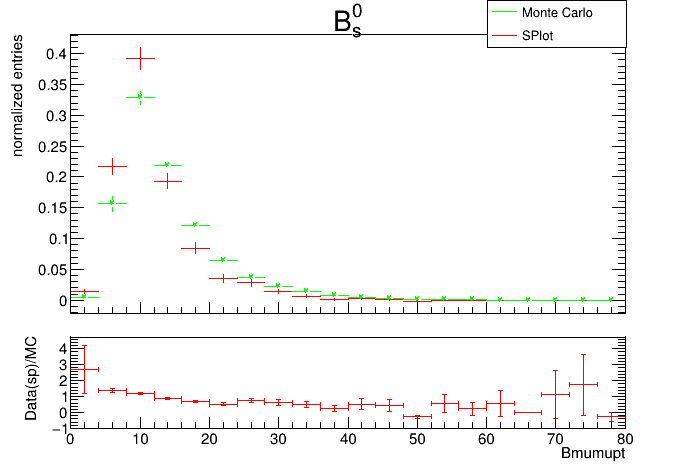 B_s^0
Monte Carlo
SPlot
normalized entries
0.4
0.35
0.3
0.25
0.2
0.15
0.1
0.05
0
Data(sp)/MC
4
3
2
1
0
−1
0 10 20 30 40 50 60 70 80
Bmumupt